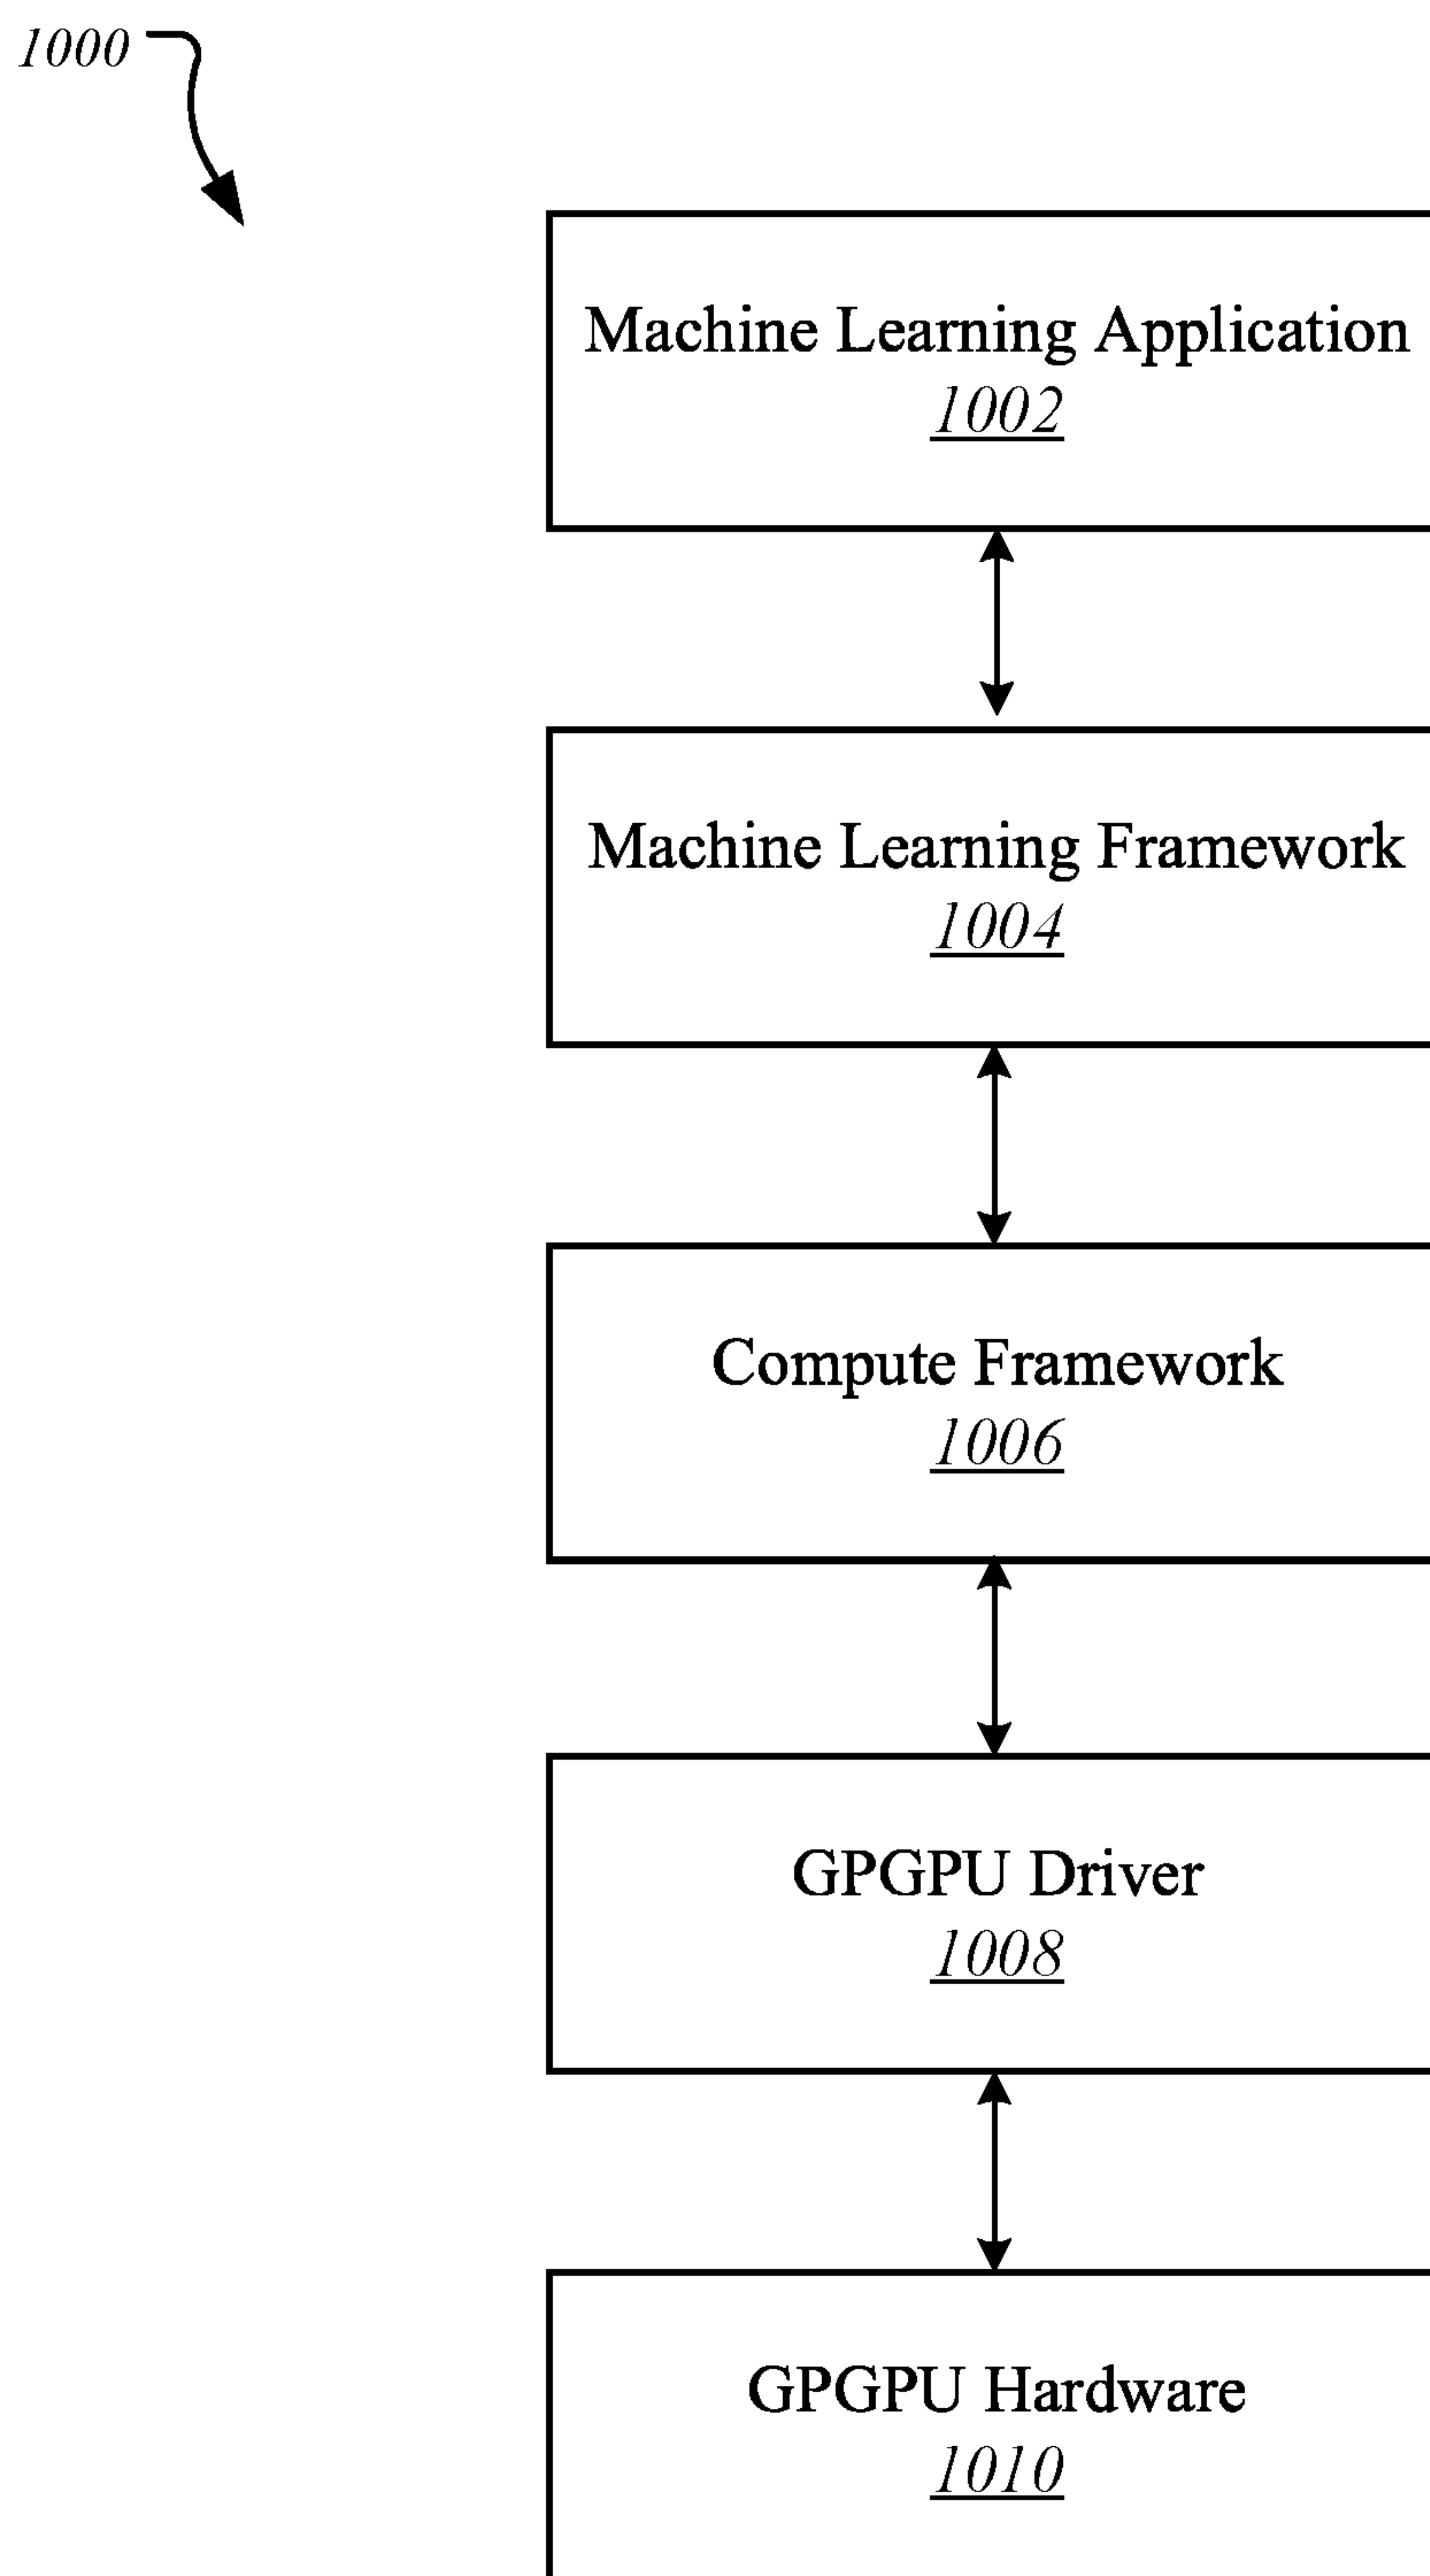 1000
Machine Learning Application
1002
Machine Learning Framework
1004
Compute Framework
1006
GPGPU Driver
1008
GPGPU Hardware
1010